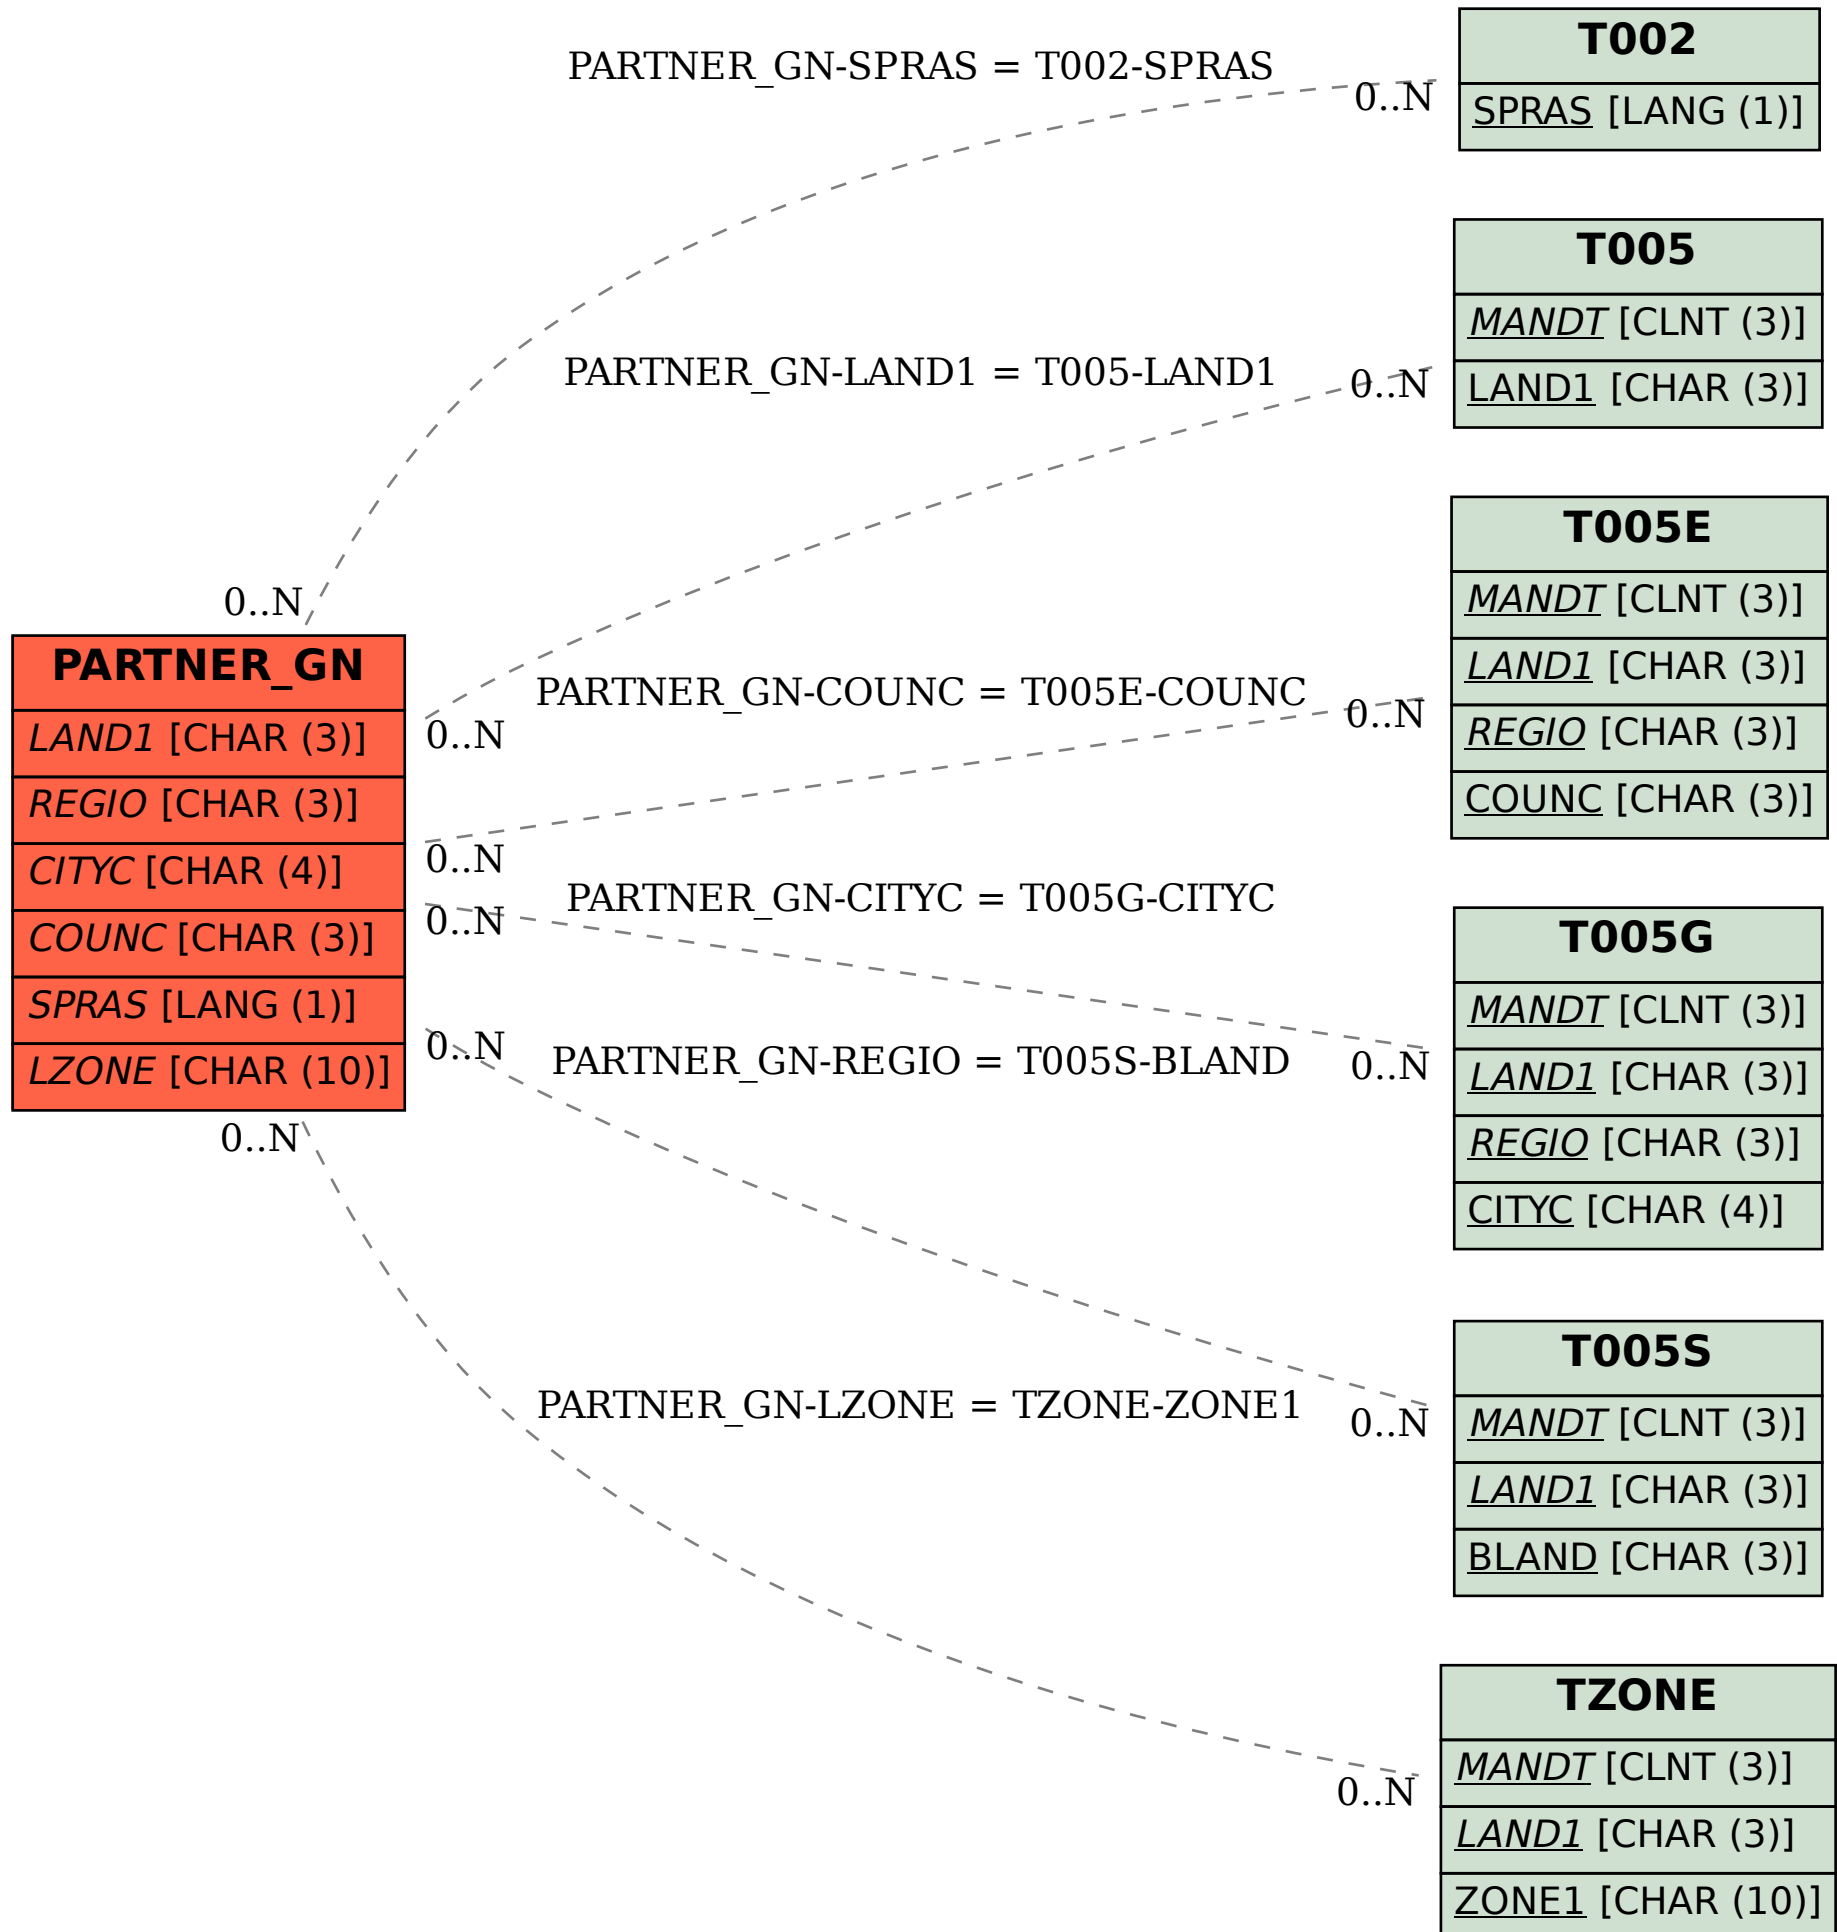 PARTNER_GN-SPRAS = T002-SPRAS
0..N
T002
SPRAS [LANG (1)]
T005
MANDT [CLNT (3)]
LAND1 [CHAR (3)]
PARTNER_GN-LAND1 = T005-LAND1
0..N
T005E
MANDT [CLNT (3)]
LAND1 [CHAR (3)]
REGIO [CHAR (3)]
COUNC [CHAR (3)]
0..N
PARTNER_GN
LAND1 [CHAR (3)]
REGIO [CHAR (3)]
CITYC [CHAR (4)]
COUNC [CHAR (3)]
SPRAS [LANG (1)]
LZONE [CHAR (10)]
0..N
PARTNER_GN-COUNC = T005E-COUNC
0..N
0..N
0..N
PARTNER_GN-CITYC = T005G-CITYC
0..N
PARTNER_GN-REGIO = T005S-BLAND
0..N
T005G
MANDT [CLNT (3)]
LAND1 [CHAR (3)]
REGIO [CHAR (3)]
CITYC [CHAR (4)]
0..N
T005S
MANDT [CLNT (3)]
LAND1 [CHAR (3)]
BLAND [CHAR (3)]
PARTNER_GN-LZONE = TZONE-ZONE1
0..N
TZONE
MANDT [CLNT (3)]
LAND1 [CHAR (3)]
ZONE1 [CHAR (10)]
0..N